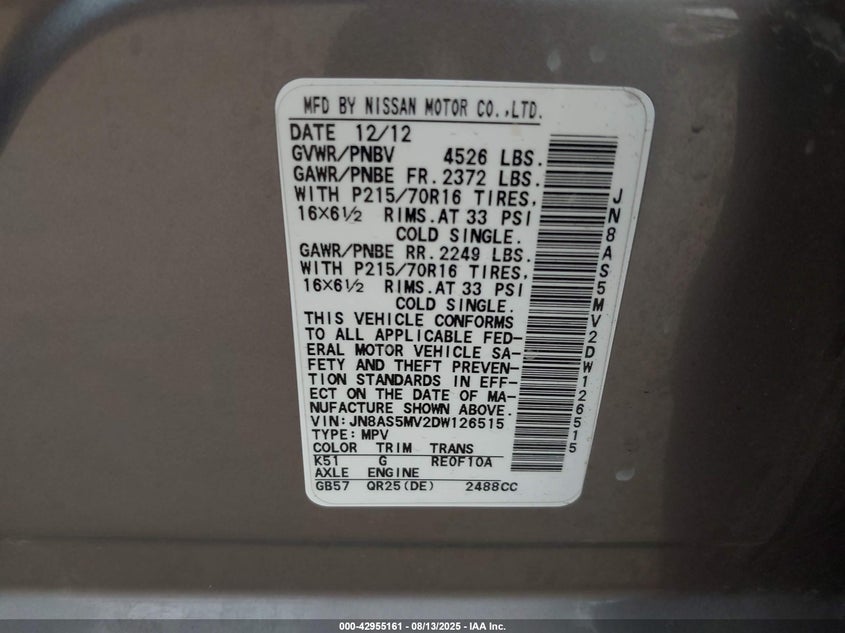 MFD BY NISSAN MOTOR CO.,LTD.
DATE 12/12
GVWR/PNBV 4526 LBS.
GAWR/PNBE FR. 2372 LBS.
WITH P215/70R16 TIRES,
16X6½ RIMS. AT 33 PSI
COLD SINGLE.
GAWR/PNBE RR. 2249 LBS.
WITH P215/70R16 TIRES,
16X6½ RIMS. AT 33 PSI
COLD SINGLE.
THIS VEHICLE CONFORMS
TO ALL APPLICABLE FED-
ERAL MOTOR VEHICLE SA-
FETY AND THEFT PREVEN-
TION STANDARDS IN EFF-
ECT ON THE DATE OF MA-
NUFACTURE SHOWN ABOVE.
VIN: JN8AS5MV2DW126515
TYPE: MPV
COLOR TRIM TRANS
K51 G RE0F10A
AXLE ENGINE
GB57 QR25(DE) 2488CC
JN8AS5MV2DW126515
000-42955161 - 08/13/2025 - IAA Inc.